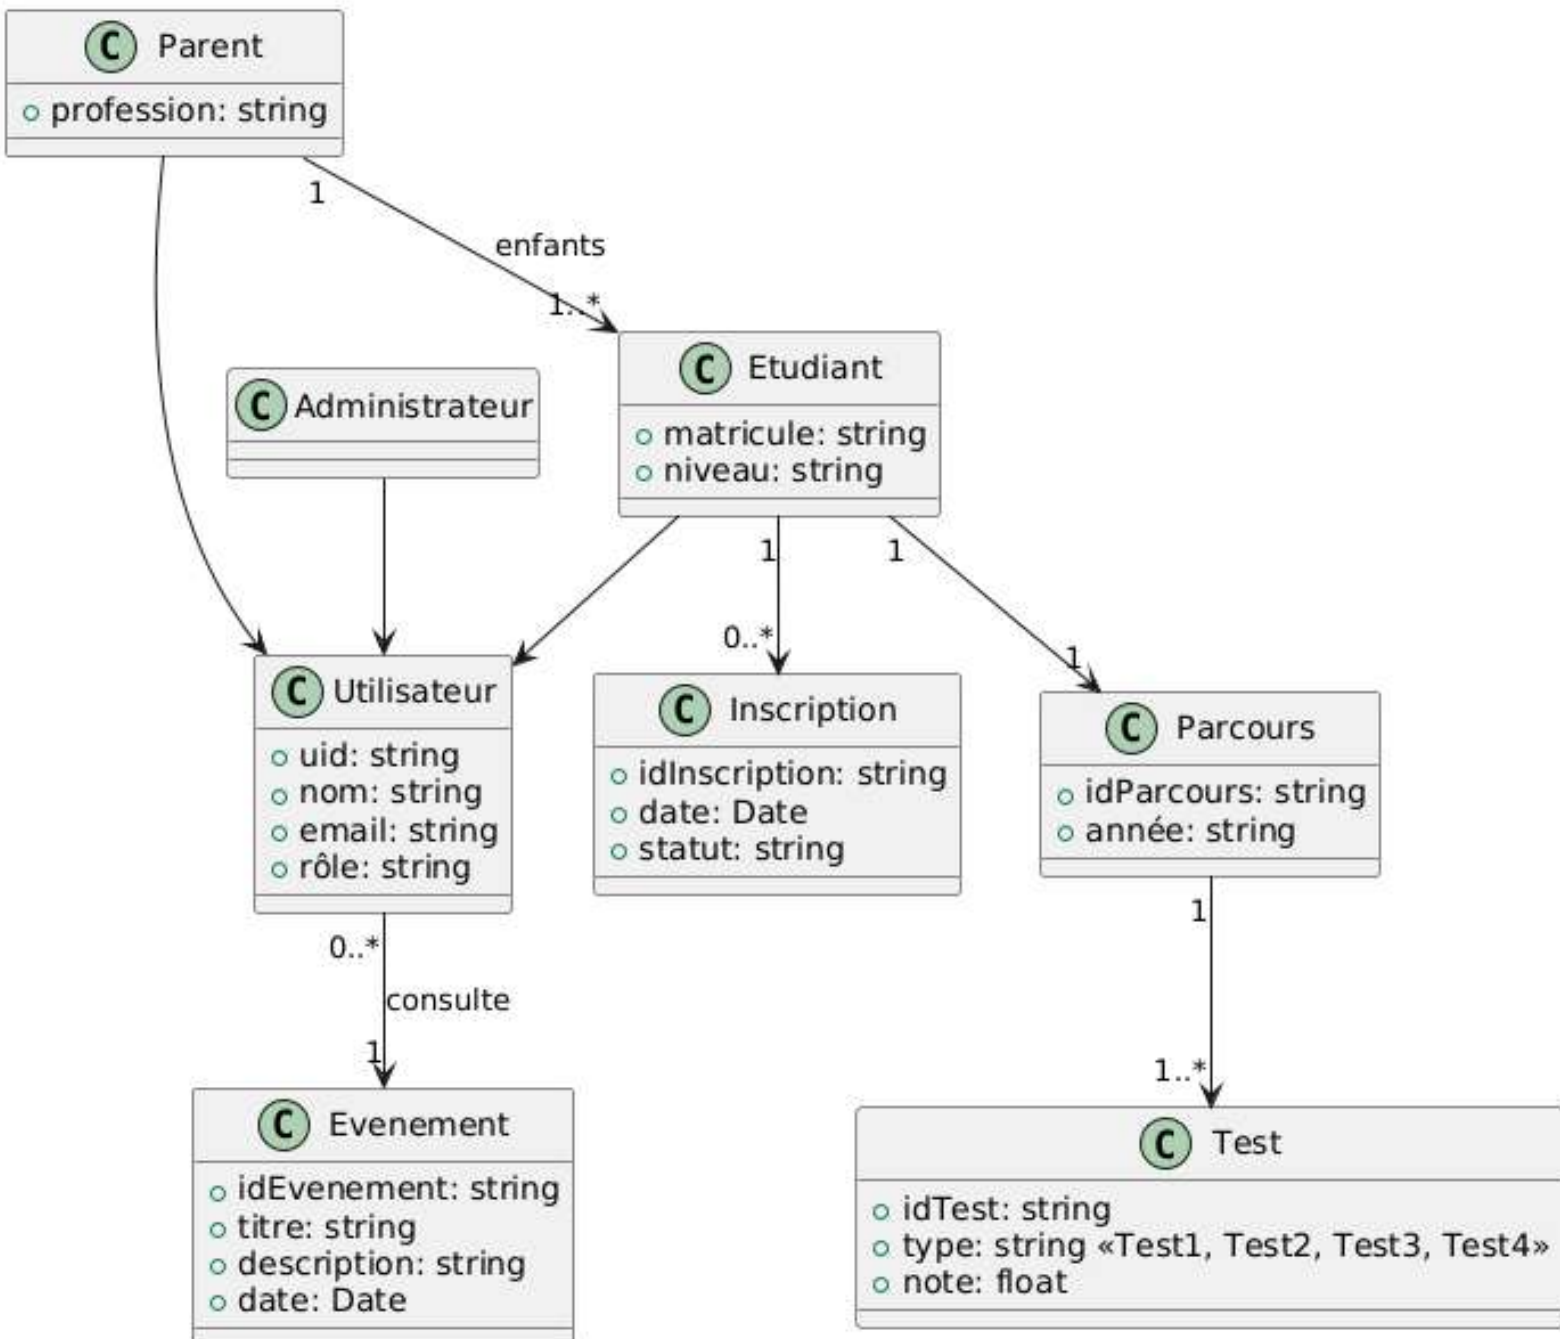 C Parent
profession: string
1
enfants
1..*
C Administrateur
C Etudiant
matricule: string
niveau: string
1
0..*
1
1
C Utilisateur
uid: string
nom: string
email: string
rôle: string
C Inscription
idInscription: string
date: Date
statut: string
C Parcours
idParcours: string
année: string
0..*
consulte
1
1
1..*
C Evenement
idEvenement: string
titre: string
description: string
date: Date
C Test
idTest: string
type: string «Test1, Test2, Test3, Test4»
note: float